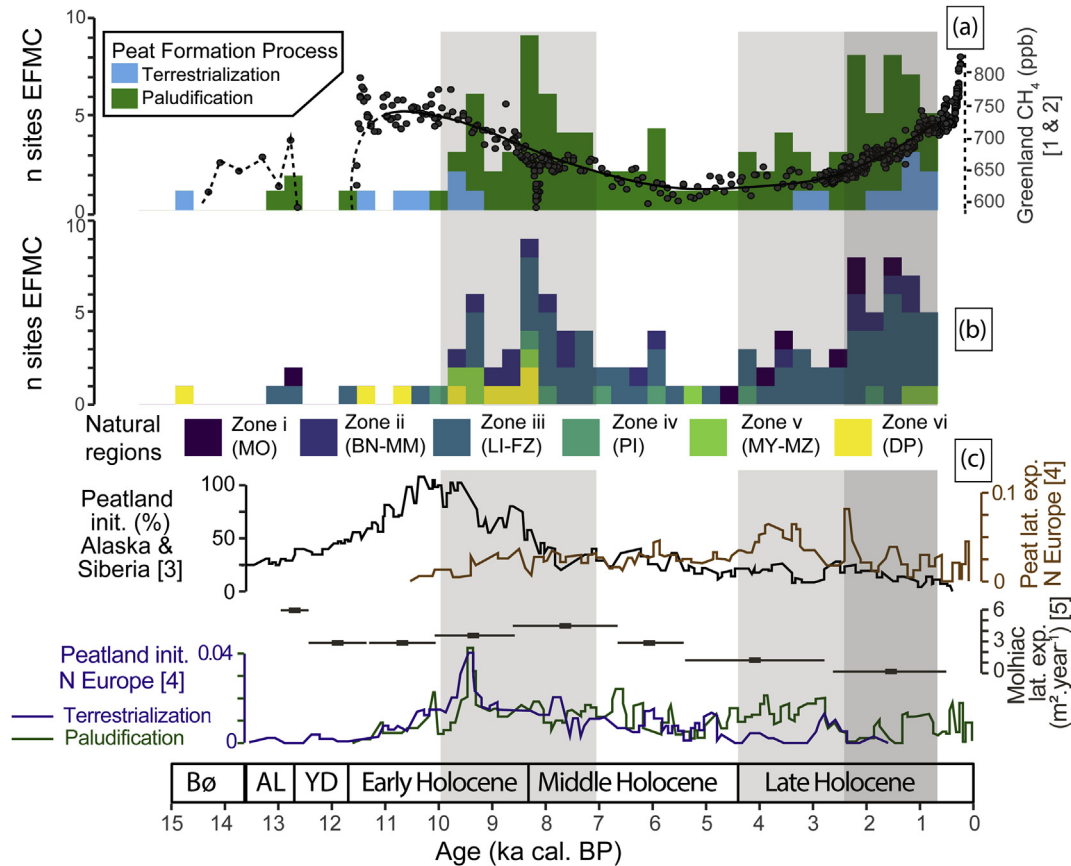 10
5
0
n sites EFMC
Peat Formation Process
Terrestrialization
Paludification
(a)
800
750
700
650
600
Greenland CH4 (ppb)
[1 & 2]
10
5
0
n sites EFMC
(b)
Natural
regions
Zone i
(MO)
Zone ii
(BN-MM)
Zone iii
(LI-FZ)
Zone iv
(PI)
Zone v
(MY-MZ)
Zone vi
(DP)
(c)
Peatland
init. (%)
Alaska &
Siberia [3]
100
50
0
0.1
0
Peat lat. exp.
N Europe [4]
6
3
0
Molhiac
lat. exp. [5]
(m².year⁻¹)
Peatland init.
N Europe [4]
0.04
0
Terrestrialization
Paludification
Bø
AL
YD
Early Holocene
Middle Holocene
Late Holocene
15 14 13 12 11 10 9 8 7 6 5 4 3 2 1 0
Age (ka cal. BP)